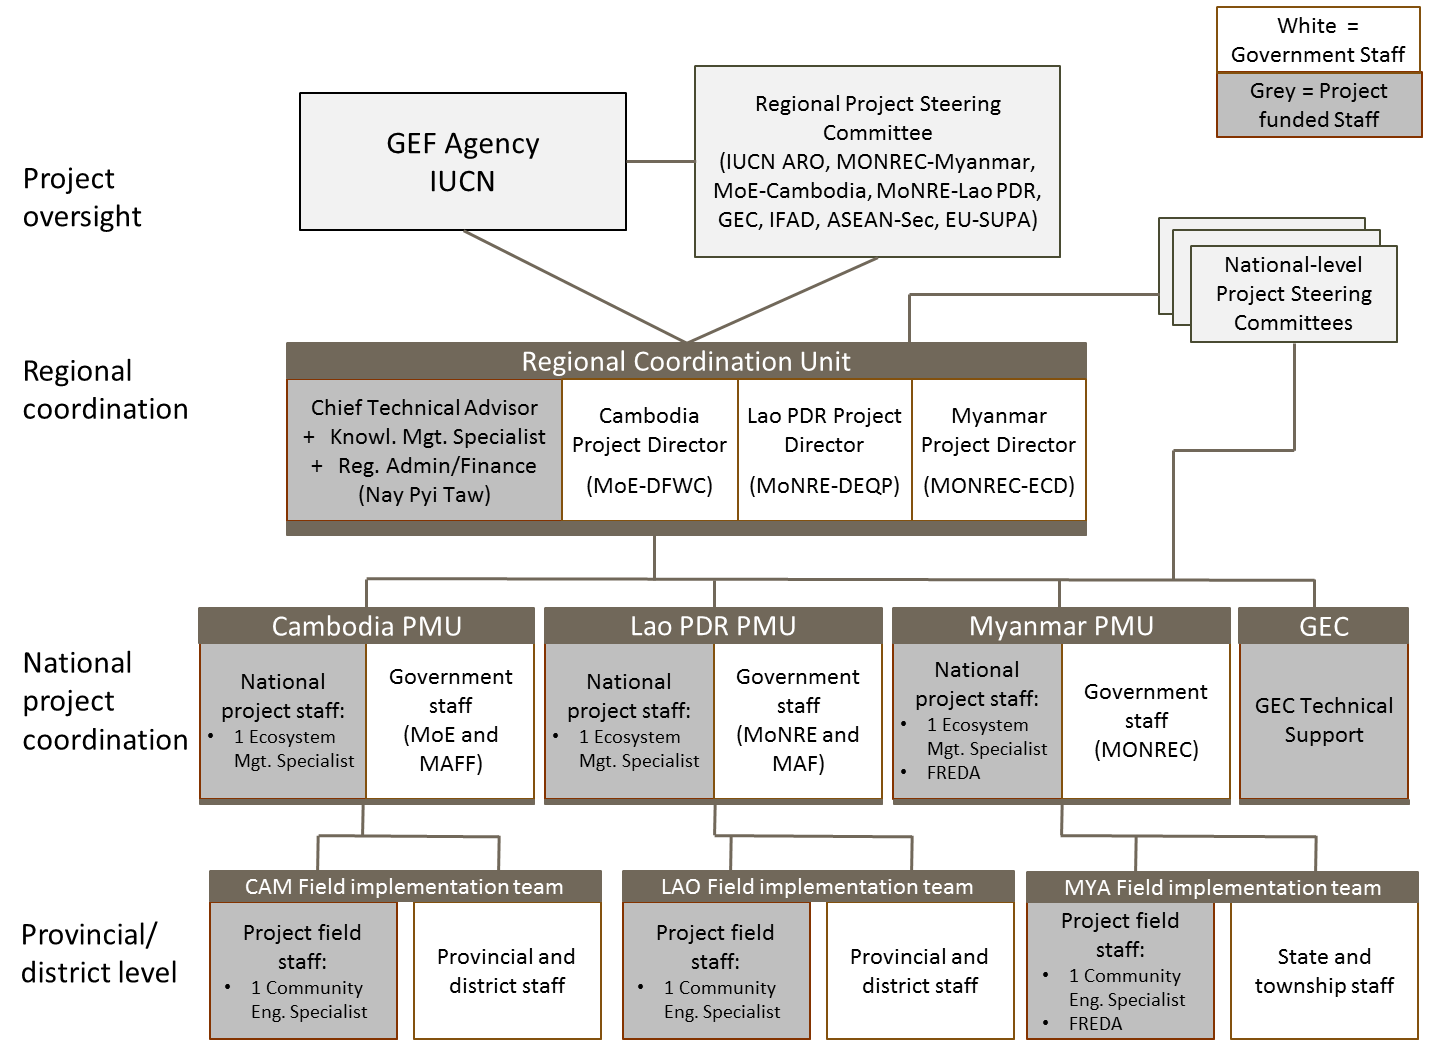 White  =
Government Staff
Grey = Project
funded Staff
Project
oversight
GEF Agency
IUCN
Regional Project Steering
Committee
(IUCN ARO, MONREC-Myanmar,
MoE-Cambodia, MoNRE-Lao PDR,
GEC, IFAD, ASEAN-Sec, EU-SUPA)
National-level
Project Steering
Committees
Regional
coordination
Regional Coordination Unit
Chief Technical Advisor
+ Knowl. Mgt. Specialist
+ Reg. Admin/Finance
(Nay Pyi Taw)
Cambodia
Project Director
(MoE-DFWC)
Lao PDR Project
Director
(MoNRE-DEQP)
Myanmar
Project Director
(MONREC-ECD)
National
project
coordination
Cambodia PMU
National
project staff:
• 1 Ecosystem
Mgt. Specialist
Government
staff
(MoE and
MAFF)
Lao PDR PMU
National
project staff:
• 1 Ecosystem
Mgt. Specialist
Government
staff
(MoNRE and
MAF)
Myanmar PMU
National
project staff:
• 1 Ecosystem
Mgt. Specialist
• FREDA
Government
staff
(MONREC)
GEC
GEC Technical
Support
Provincial/
district level
CAM Field implementation team
Project field
staff:
• 1 Community
Eng. Specialist
Provincial and
district staff
LAO Field implementation team
Project field
staff:
• 1 Community
Eng. Specialist
Provincial and
district staff
MYA Field implementation team
Project field
staff:
• 1 Community
Eng. Specialist
• FREDA
State and
township staff